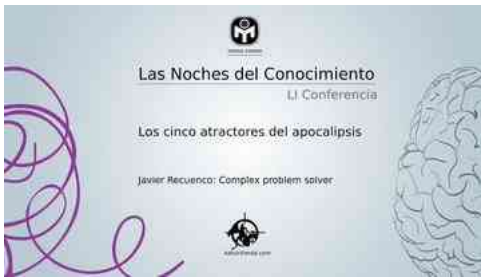 Las Noches del Conocimiento
LI Conferencia
Los cinco atractores del apocalipsis
Javier Recuenco: Complex problem solver